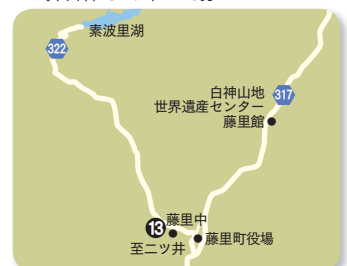 素波里湖
322
白神山地
世界遺産センター
藤里館
317
13
藤里中
藤里町役場
至二ツ井